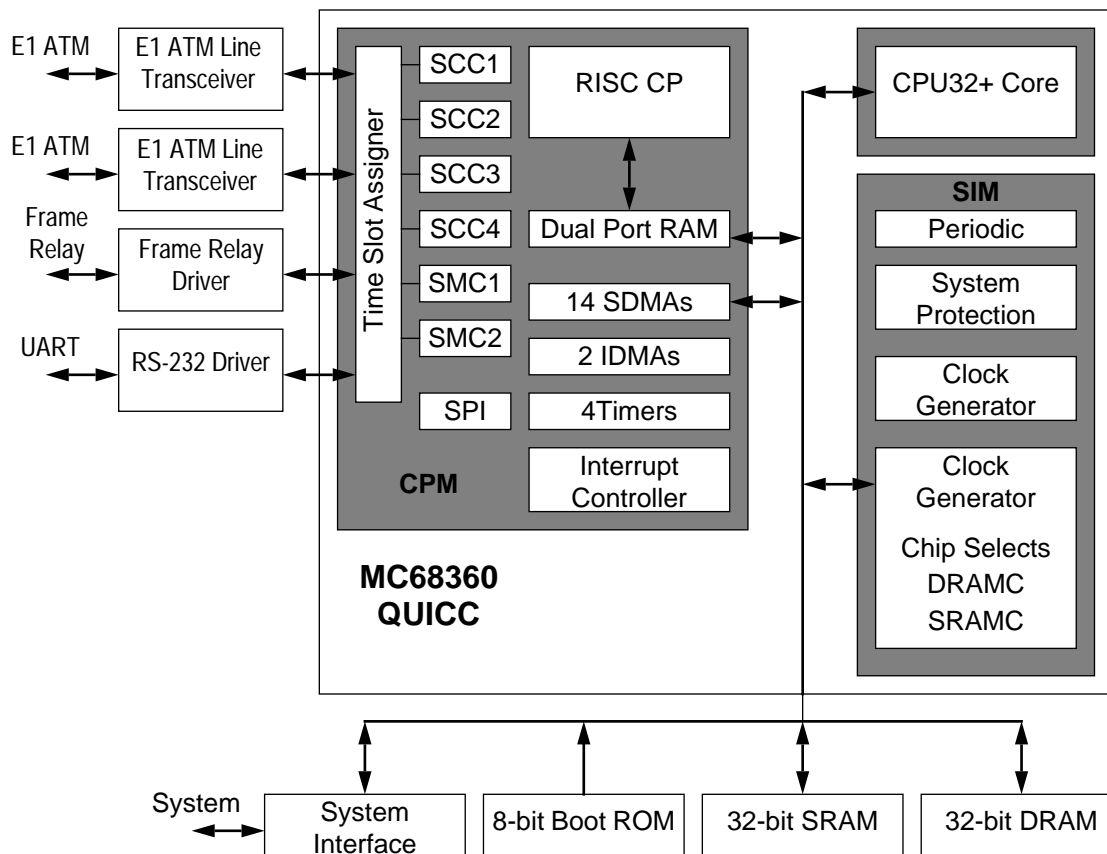 E1 ATM
E1 ATM Line
Transceiver
E1 ATM
E1 ATM Line
Transceiver
Frame
Relay
Frame Relay
Driver
UART
RS-232 Driver
Time Slot Assigner
SCC1
SCC2
SCC3
SCC4
SMC1
SMC2
SPI
RISC CP
Dual Port RAM
14 SDMAs
2 IDMAs
4Timers
Interrupt
Controller
CPM
MC68360
QUICC
CPU32+ Core
SIM
Periodic
System
Protection
Clock
Generator
Clock
Generator
Chip Selects
DRAMC
SRAMC
System
System
Interface
8-bit Boot ROM
32-bit SRAM
32-bit DRAM